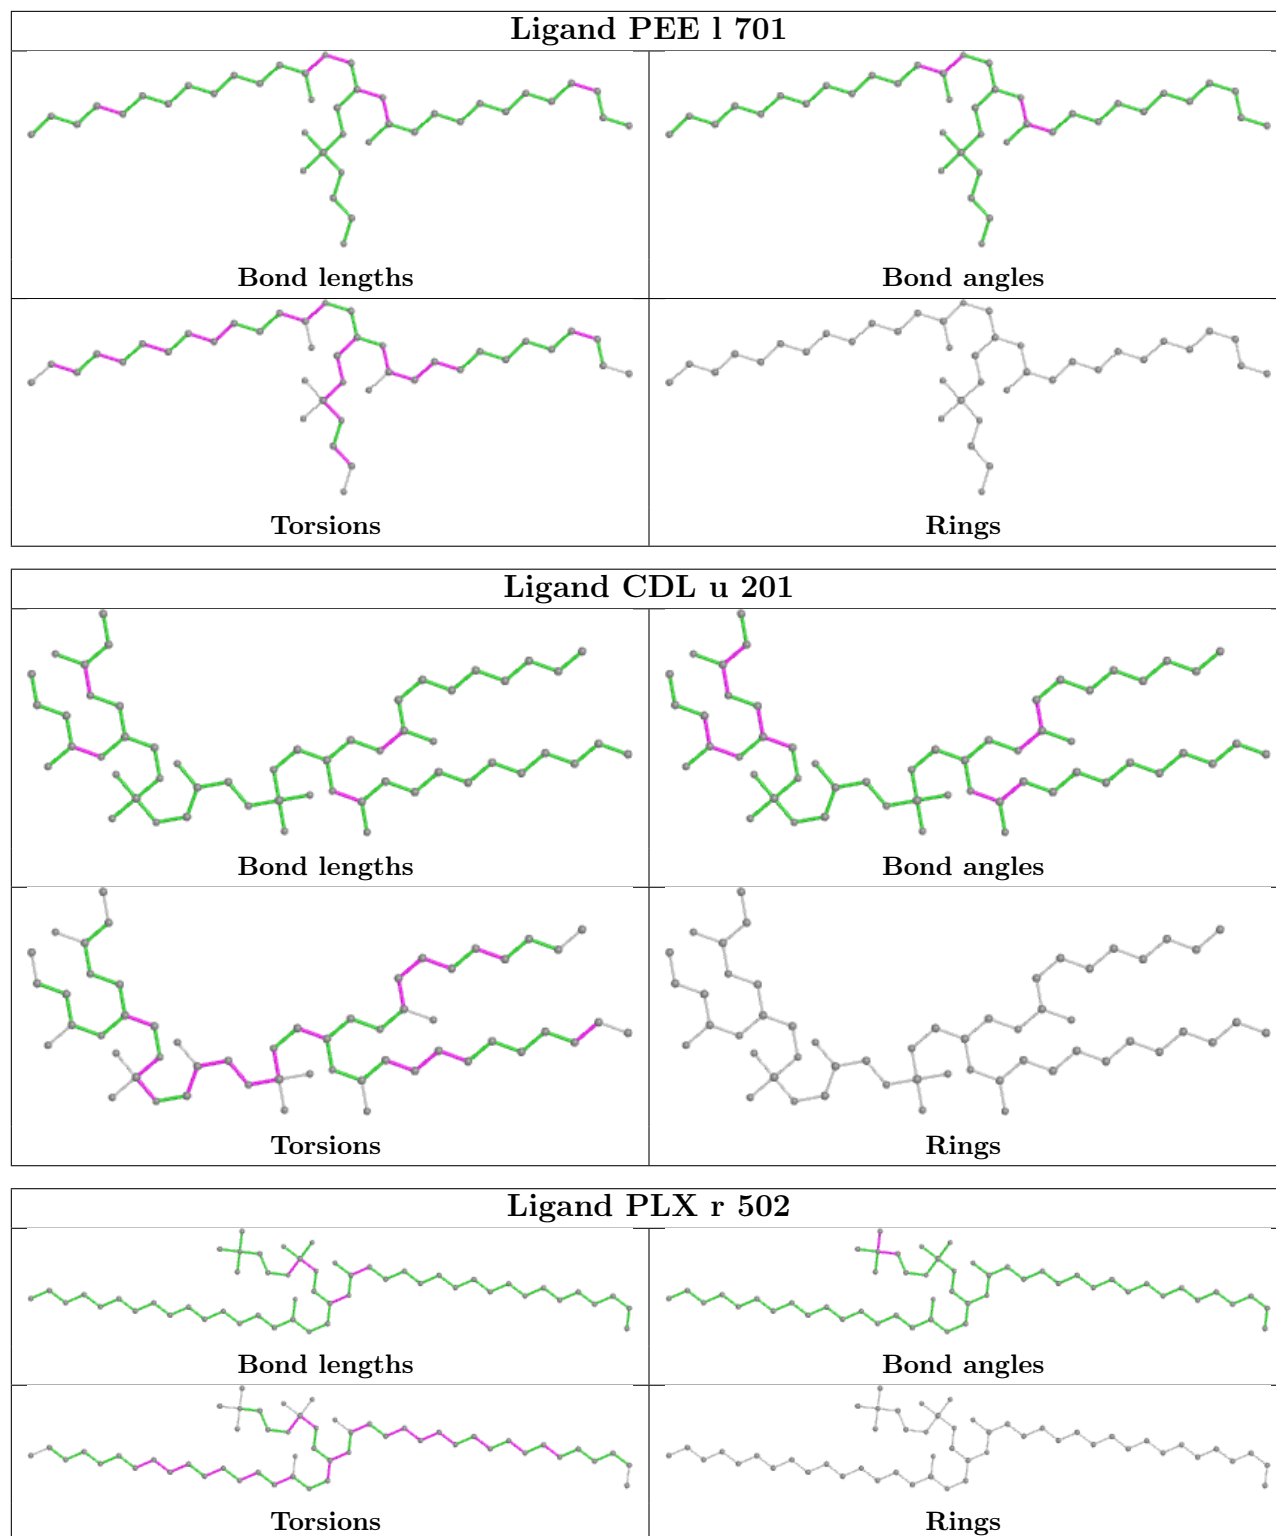 Ligand PEE l 701
Bond lengths
Bond angles
Torsions
Rings
Ligand CDL u 201
Bond lengths
Bond angles
Torsions
Rings
Ligand PLX r 502
Bond lengths
Bond angles
Torsions
Rings